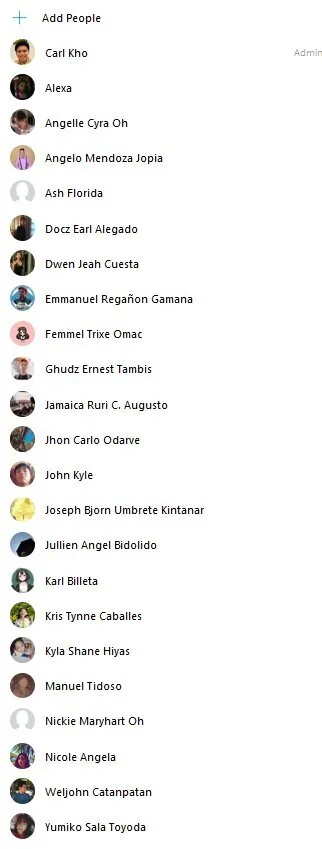 Add People
Carl Kho Admin
Alexa
Angelle Cyra Oh
Angelo Mendoza Jopia
Ash Florida
Docz Earl Alegado
Dwen Jeah Cuesta
Emmanuel Regañon Gamana
Femmel Trixe Omac
Ghudz Ernest Tambis
Jamaica Ruri C. Augusto
Jhon Carlo Odarve
John Kyle
Joseph Bjorn Umbrete Kintanar
Jullien Angel Bidolido
Karl Billeta
Kris Tynne Caballes
Kyla Shane Hiyas
Manuel Tidoso
Nickie Maryhart Oh
Nicole Angela
Weljohn Catanpatan
Yumiko Sala Toyoda